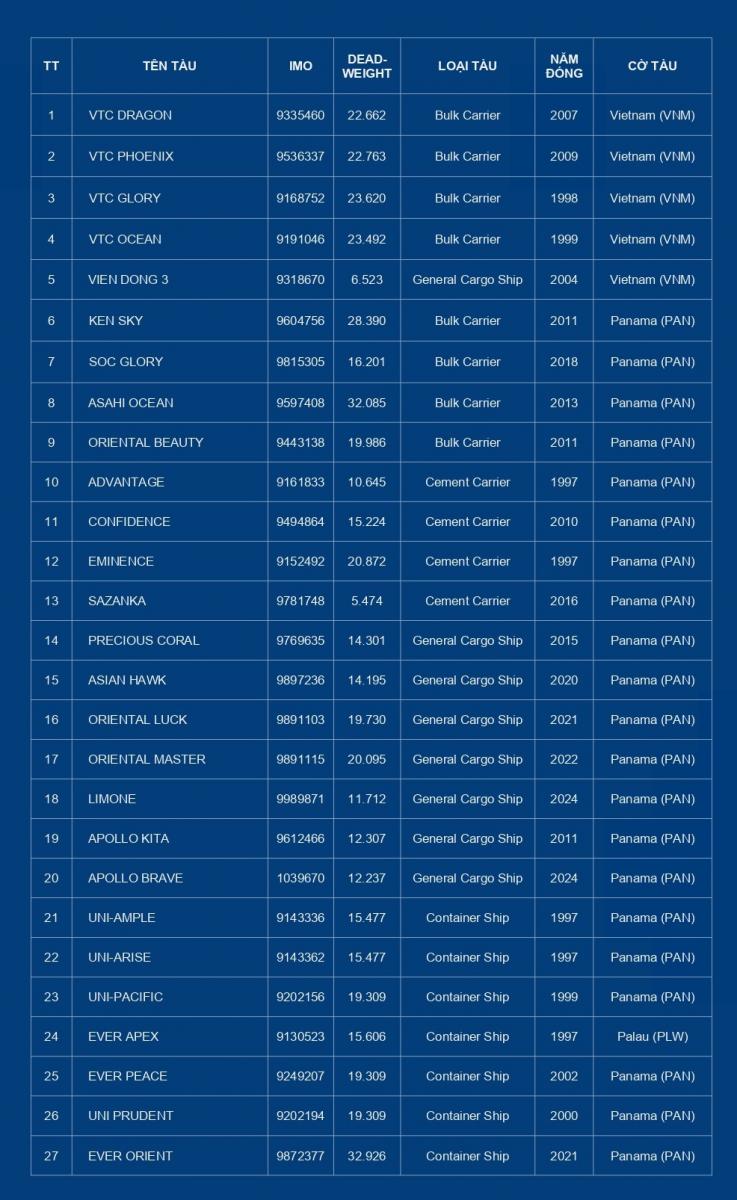 TT TÊN TÀU IMO DEAD-WEIGHT LOẠI TÀU NĂM ĐÓNG CỜ TÀU
1 VTC DRAGON 9335460 22.662 Bulk Carrier 2007 Vietnam (VNM)
2 VTC PHOENIX 9536337 22.763 Bulk Carrier 2009 Vietnam (VNM)
3 VTC GLORY 9168752 23.620 Bulk Carrier 1998 Vietnam (VNM)
4 VTC OCEAN 9191046 23.492 Bulk Carrier 1999 Vietnam (VNM)
5 VIEN DONG 3 9318670 6.523 General Cargo Ship 2004 Vietnam (VNM)
6 KEN SKY 9604756 28.390 Bulk Carrier 2011 Panama (PAN)
7 SOC GLORY 9815305 16.201 Bulk Carrier 2018 Panama (PAN)
8 ASAHI OCEAN 9597408 32.085 Bulk Carrier 2013 Panama (PAN)
9 ORIENTAL BEAUTY 9443138 19.986 Bulk Carrier 2011 Panama (PAN)
10 ADVANTAGE 9161833 10.645 Cement Carrier 1997 Panama (PAN)
11 CONFIDENCE 9494864 15.224 Cement Carrier 2010 Panama (PAN)
12 EMINENCE 9152492 20.872 Cement Carrier 1997 Panama (PAN)
13 SAZANKA 9781748 5.474 Cement Carrier 2016 Panama (PAN)
14 PRECIOUS CORAL 9769635 14.301 General Cargo Ship 2015 Panama (PAN)
15 ASIAN HAWK 9897236 14.195 General Cargo Ship 2020 Panama (PAN)
16 ORIENTAL LUCK 9891103 19.730 General Cargo Ship 2021 Panama (PAN)
17 ORIENTAL MASTER 9891115 20.095 General Cargo Ship 2022 Panama (PAN)
18 LIMONE 9989871 11.712 General Cargo Ship 2024 Panama (PAN)
19 APOLLO KITA 9612466 12.307 General Cargo Ship 2011 Panama (PAN)
20 APOLLO BRAVE 1039670 12.237 General Cargo Ship 2024 Panama (PAN)
21 UNI-AMPLE 9143336 15.477 Container Ship 1997 Panama (PAN)
22 UNI-ARISE 9143362 15.477 Container Ship 1997 Panama (PAN)
23 UNI-PACIFIC 9202156 19.309 Container Ship 1999 Panama (PAN)
24 EVER APEX 9130523 15.606 Container Ship 1997 Palau (PLW)
25 EVER PEACE 9249207 19.309 Container Ship 2002 Panama (PAN)
26 UNI PRUDENT 9202194 19.309 Container Ship 2000 Panama (PAN)
27 EVER ORIENT 9872377 32.926 Container Ship 2021 Panama (PAN)